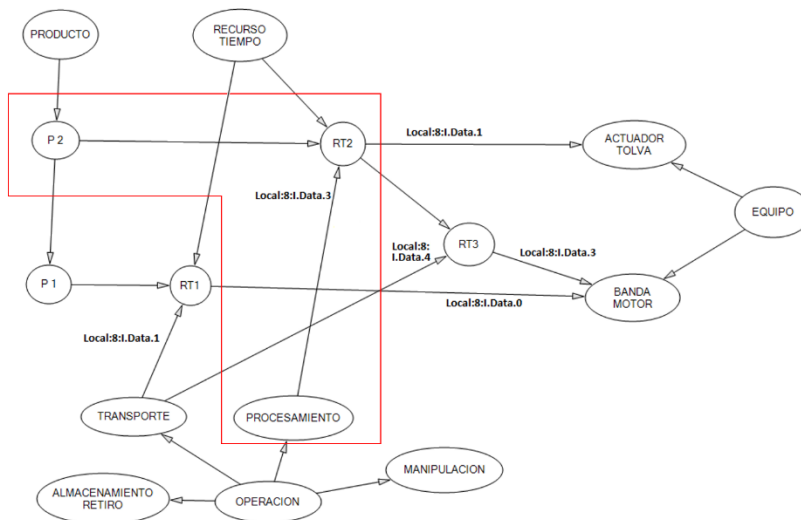 PRODUCTO
RECURSO
TIEMPO
P 2
RT2
Local:8:I.Data.1
ACTUADOR
TOLVA
Local:8:I.Data.3
EQUIPO
Local:8:
I.Data.4
RT3
Local:8:I.Data.3
P 1
RT1
Local:8:I.Data.0
BANDA
MOTOR
Local:8:I.Data.1
TRANSPORTE
PROCESAMIENTO
MANIPULACION
ALMACENAMIENTO
RETIRO
OPERACION